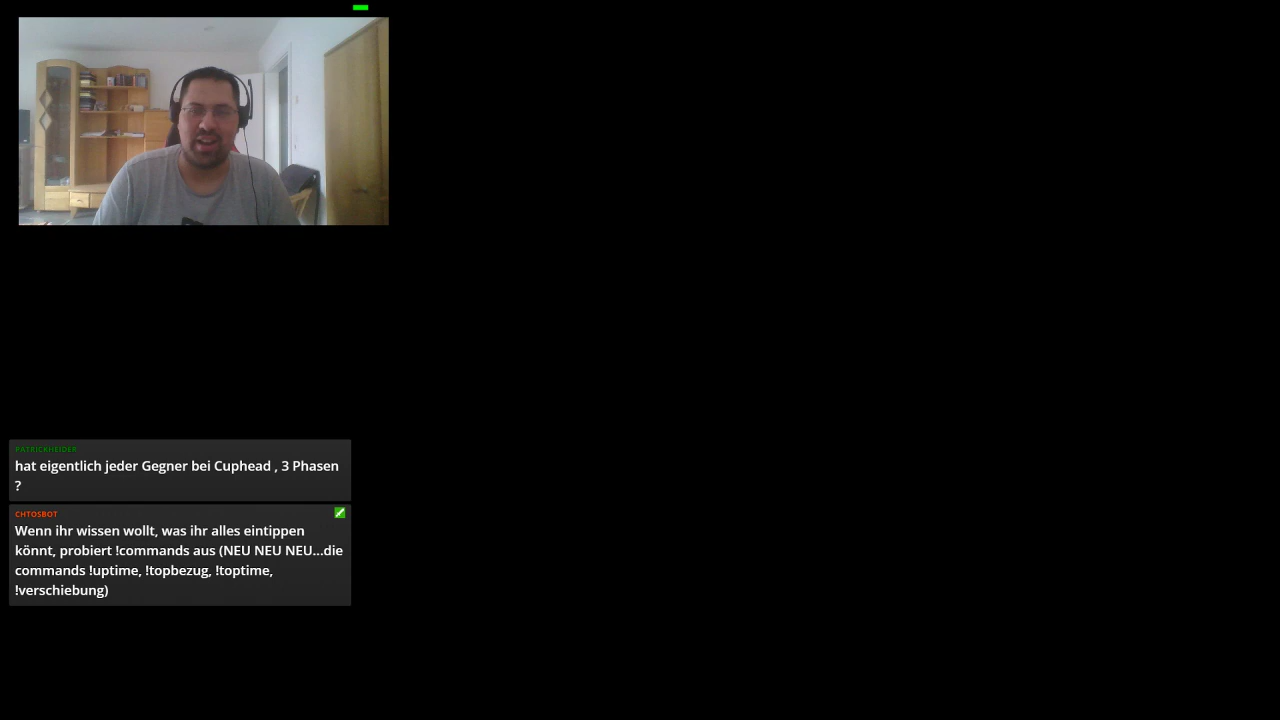 PATRICKHEIDER
hat eigentlich jeder Gegner bei Cuphead , 3 Phasen
?
CHTOSBOT
Wenn ihr wissen wollt, was ihr alles eintippen
könnt, probiert !commands aus (NEU NEU NEU...die
commands !uptime, !topbezug, !toptime,
!verschiebung)